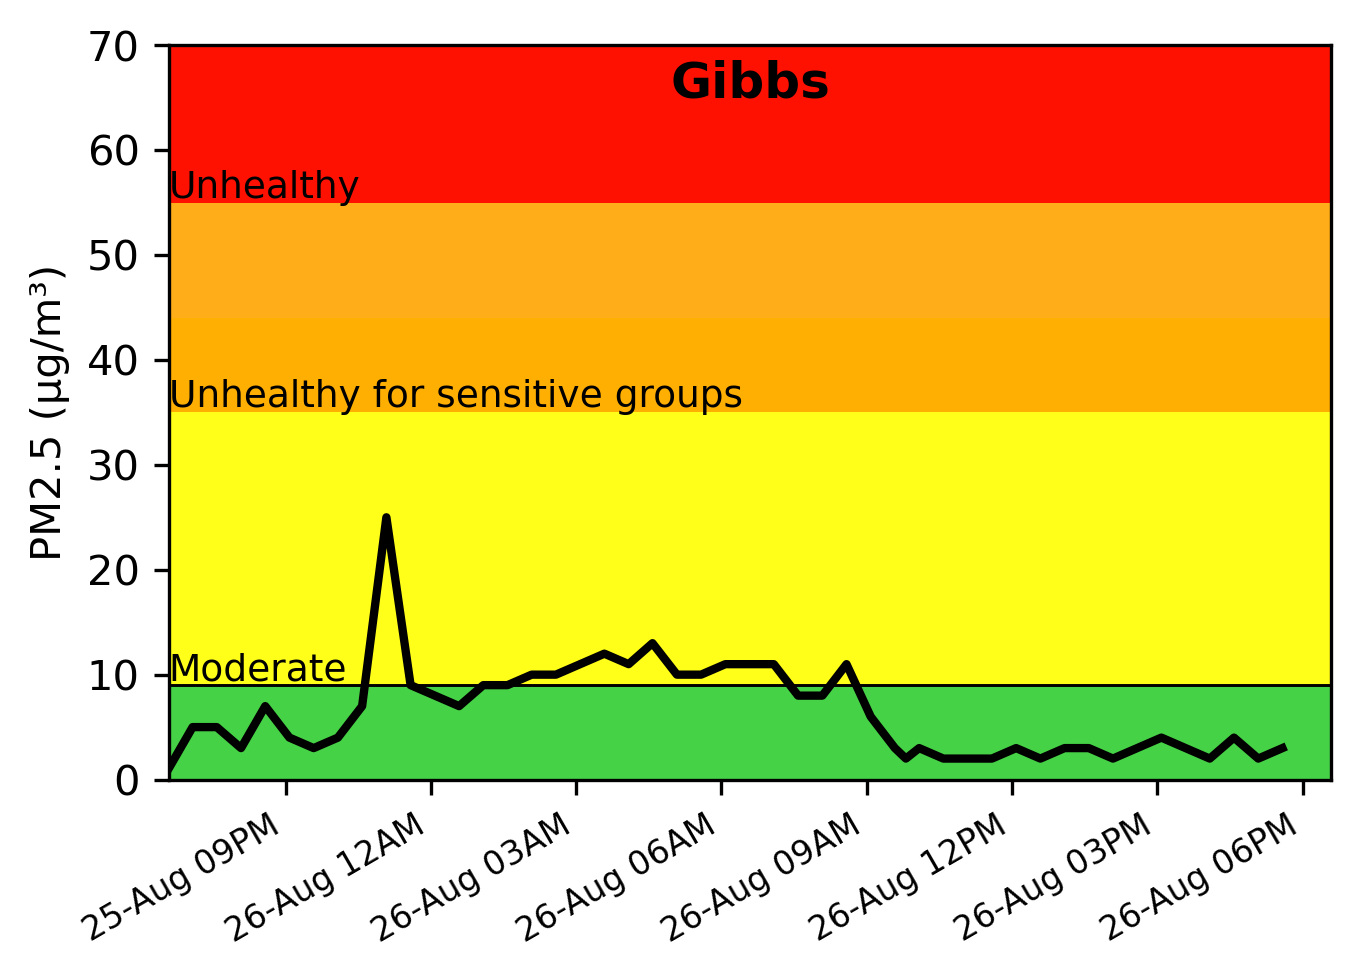 Gibbs
PM2.5 (µg/m³)
70
60
50
40
30
20
10
0
Unhealthy
Unhealthy for sensitive groups
Moderate
25-Aug 09PM
26-Aug 12AM
26-Aug 03AM
26-Aug 06AM
26-Aug 09AM
26-Aug 12PM
26-Aug 03PM
26-Aug 06PM